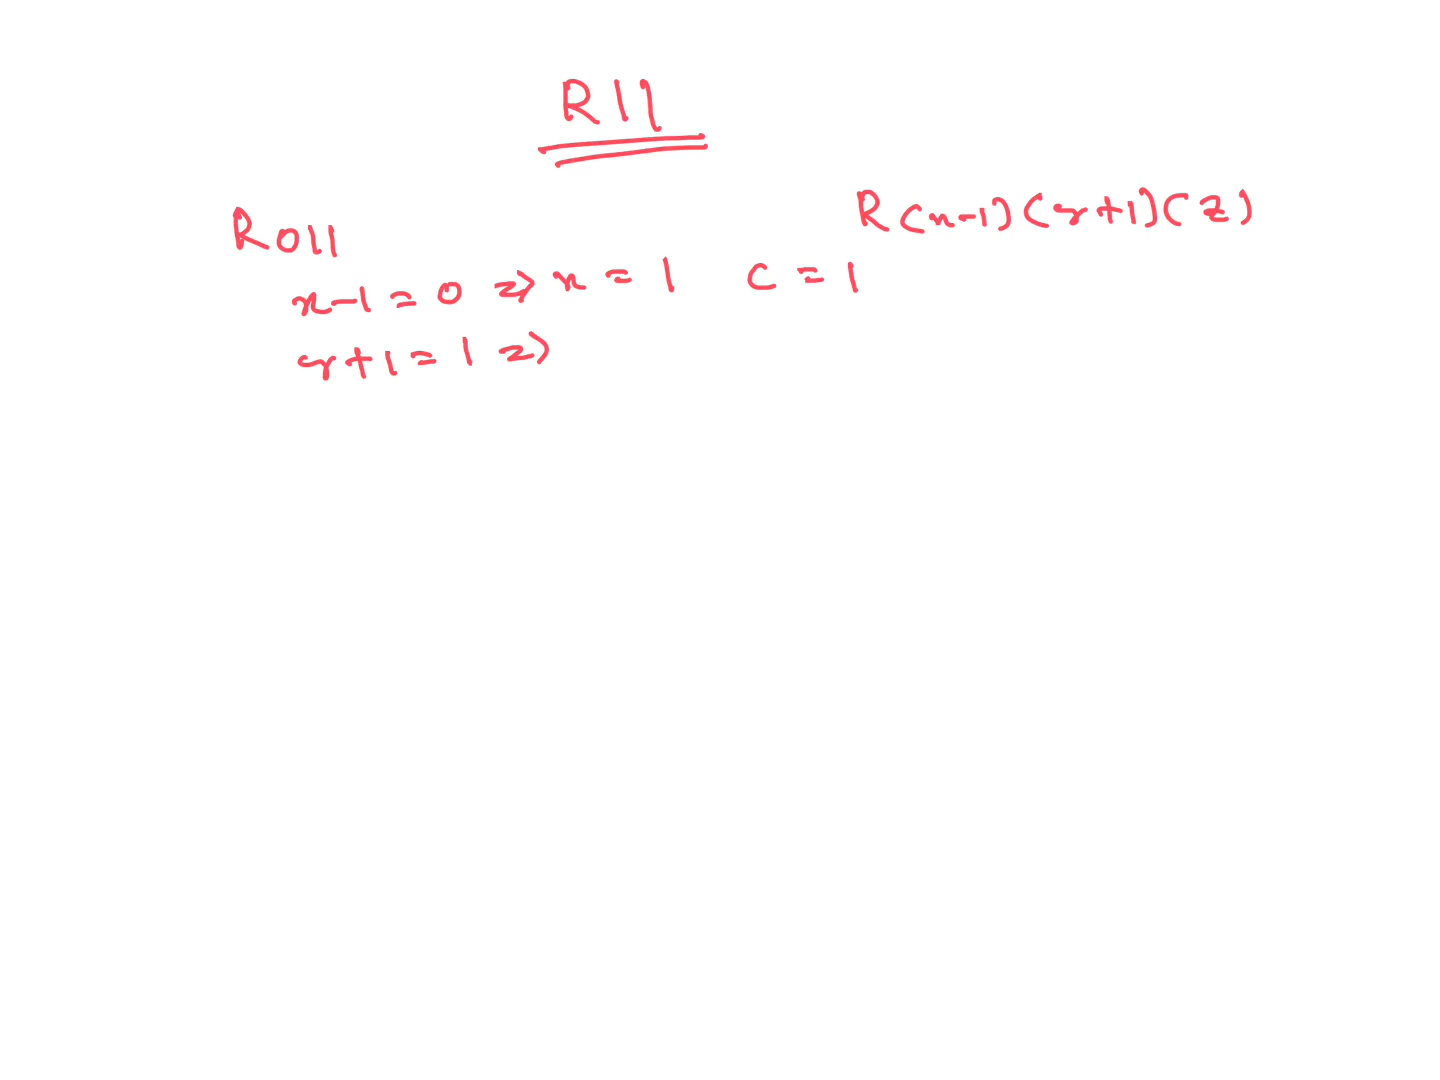 R11
R(x-1)(y+1)(z)
R011
x-1=0 => x=1 c=1
y+1=1 =>